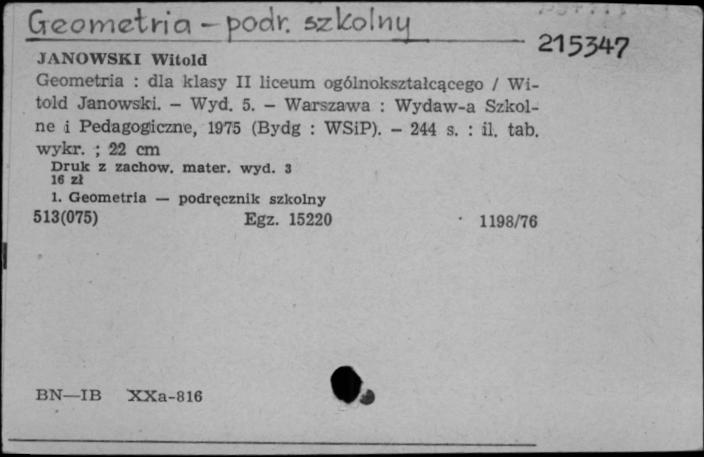 Geometria – podr. szkolny
215347
JANOWSKI Witold
Geometria : dla klasy II liceum ogólnokształcącego / Wi-
told Janowski. – Wyd. 5. – Warszawa : Wydaw-a Szkol-
ne i Pedagogiczne, 1975 (Bydg : WSiP). – 244 s. : il. tab.
wykr. ; 22 cm
Druk z zachow. mater. wyd. 3
16 zł
1. Geometria — podręcznik szkolny
513(075) Egz. 15220 1198/76
BN—IB XXa-816